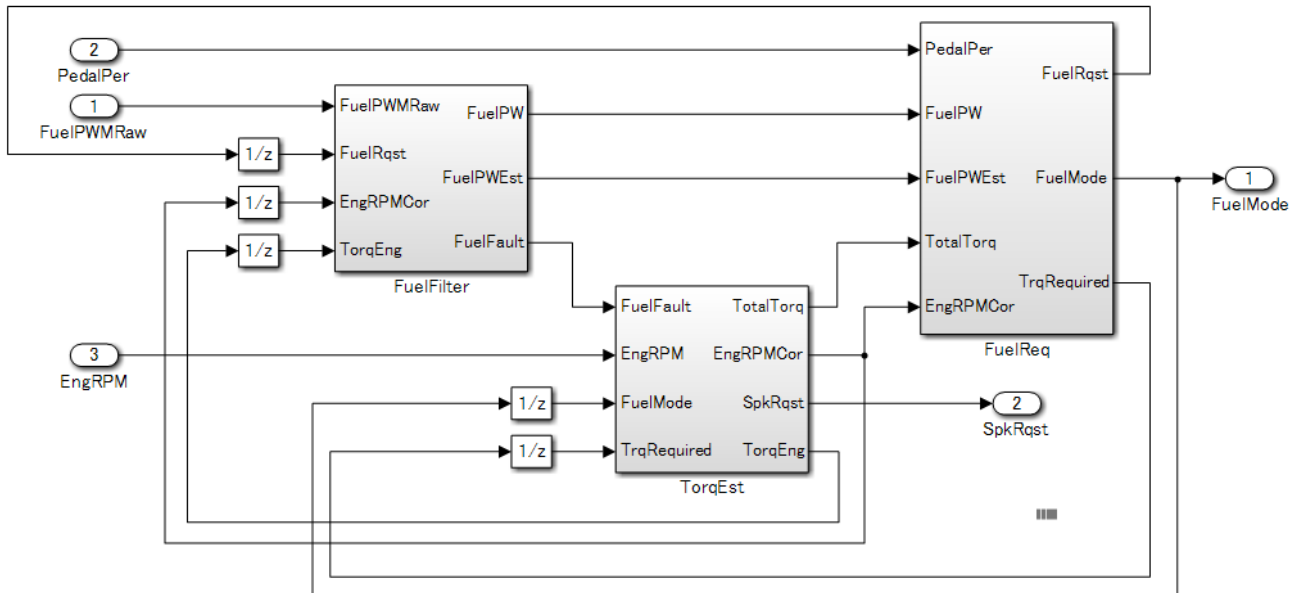 2
PedalPer
1
FuelPWMRaw
1/z
1/z
1/z
FuelPWMRaw
FuelPW
FuelRqst
FuelPWEst
EngRPMCor
TorqEng
FuelFault
FuelFilter
PedalPer
FuelRqst
FuelPW
FuelPWEst
FuelMode
TotalTorq
TrqRequired
EngRPMCor
FuelReq
1
FuelMode
3
EngRPM
1/z
1/z
FuelFault
TotalTorq
EngRPM
EngRPMCor
FuelMode
SpkRqst
TrqRequired
TorqEng
TorqEst
2
SpkRqst